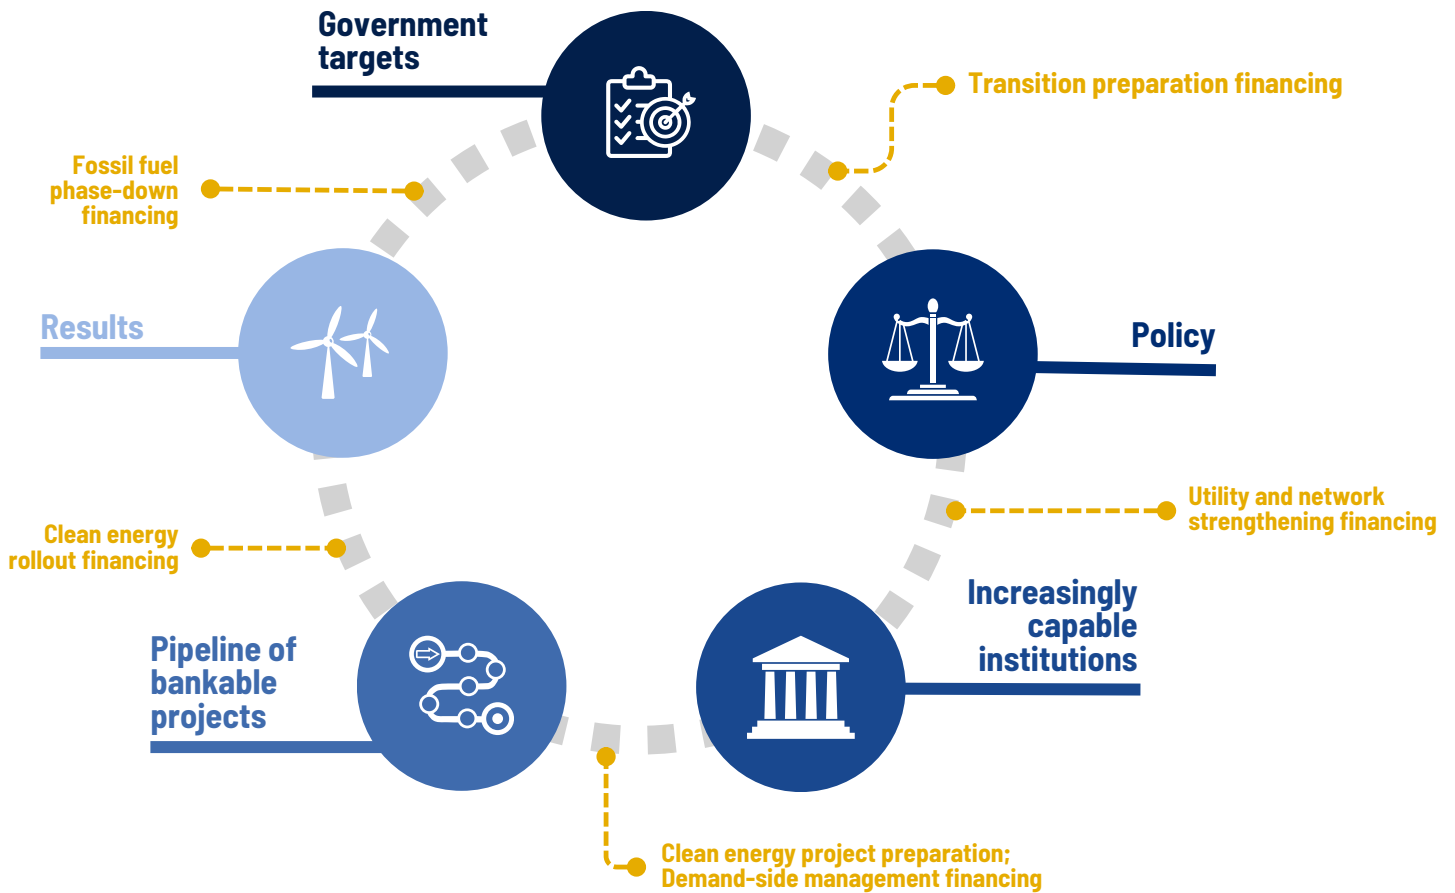 Government
targets
Transition preparation financing
Fossil fuel
phase-down
financing
Results
Policy
Utility and network
strengthening financing
Clean energy
rollout financing
Increasingly
capable
institutions
Pipeline of
bankable
projects
Clean energy project preparation;
Demand-side management financing